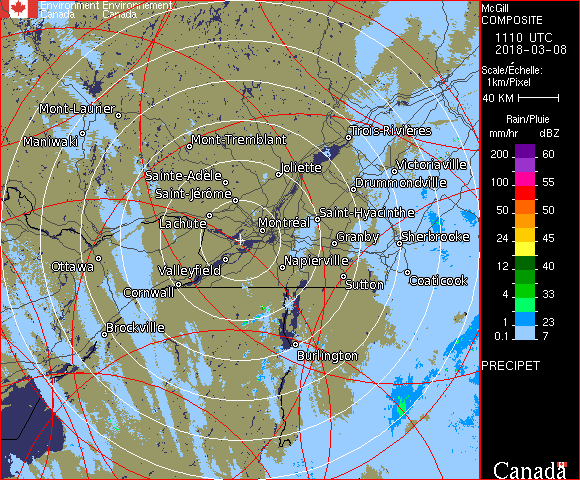 Environment Environnement
Canada Canada
McGill
COMPOSITE
1110 UTC
2018-03-08
Scale/Échelle:
1km/Pixel
40 KM
Rain/Pluie
mm/hr dBZ
200 60
100 55
50 50
24 45
12 40
4 33
1 23
0.1 7
PRECIPET
Canada
Mont-Laurier
Maniwaki
Mont-Tremblant
Trois-Rivières
Victoriaville
Sainte-Adèle
Joliette
Drummondville
Saint-Jérôme
Lachute
Montréal
Saint-Hyacinthe
Granby
Sherbrooke
Ottawa
Valleyfield
Napierville
Coaticook
Cornwall
Sutton
Brockville
Burlington